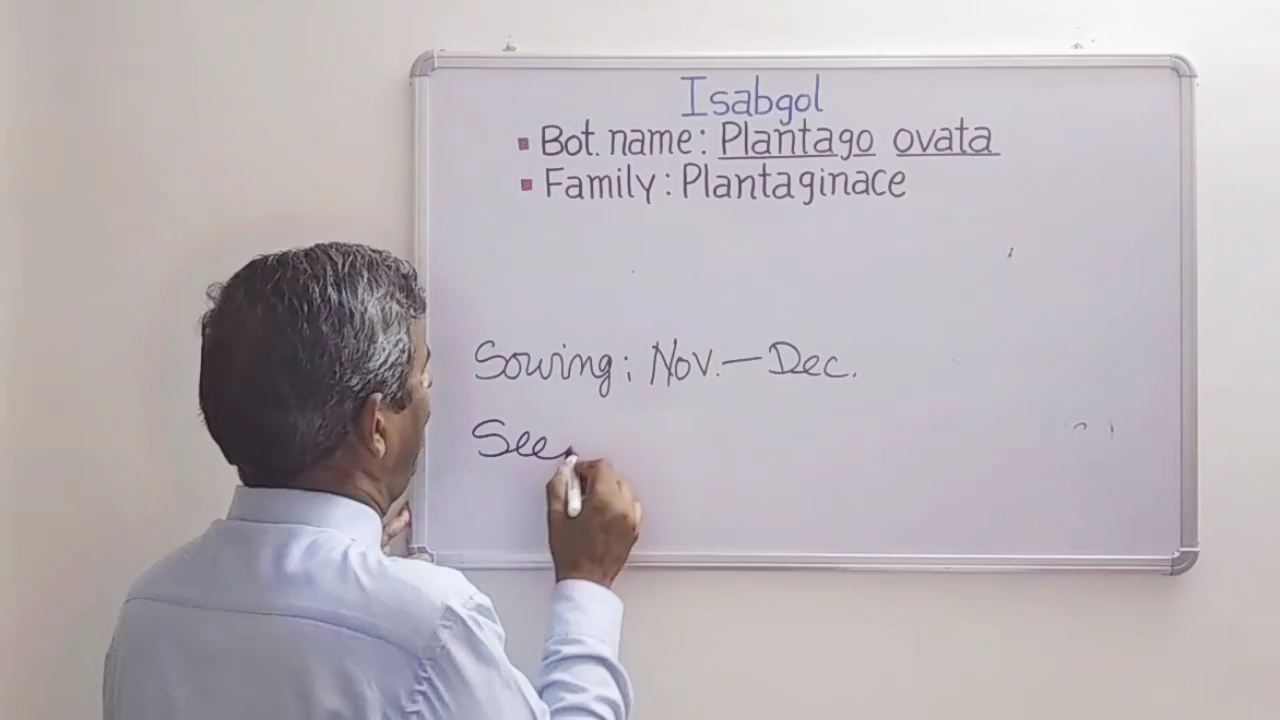 Isabgol
▪ Bot. name: Plantago ovata
▪ Family: Plantaginace
Sowing: Nov. — Dec.
See